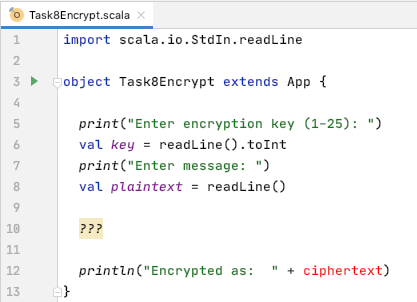 Task8Encrypt.scala
1 import scala.io.StdIn.readLine
2
3 object Task8Encrypt extends App {
4
5   print("Enter encryption key (1-25): ")
6   val key = readLine().toInt
7   print("Enter message: ")
8   val plaintext = readLine()
9
10   ???
11
12   println("Encrypted as:  " + ciphertext)
13 }